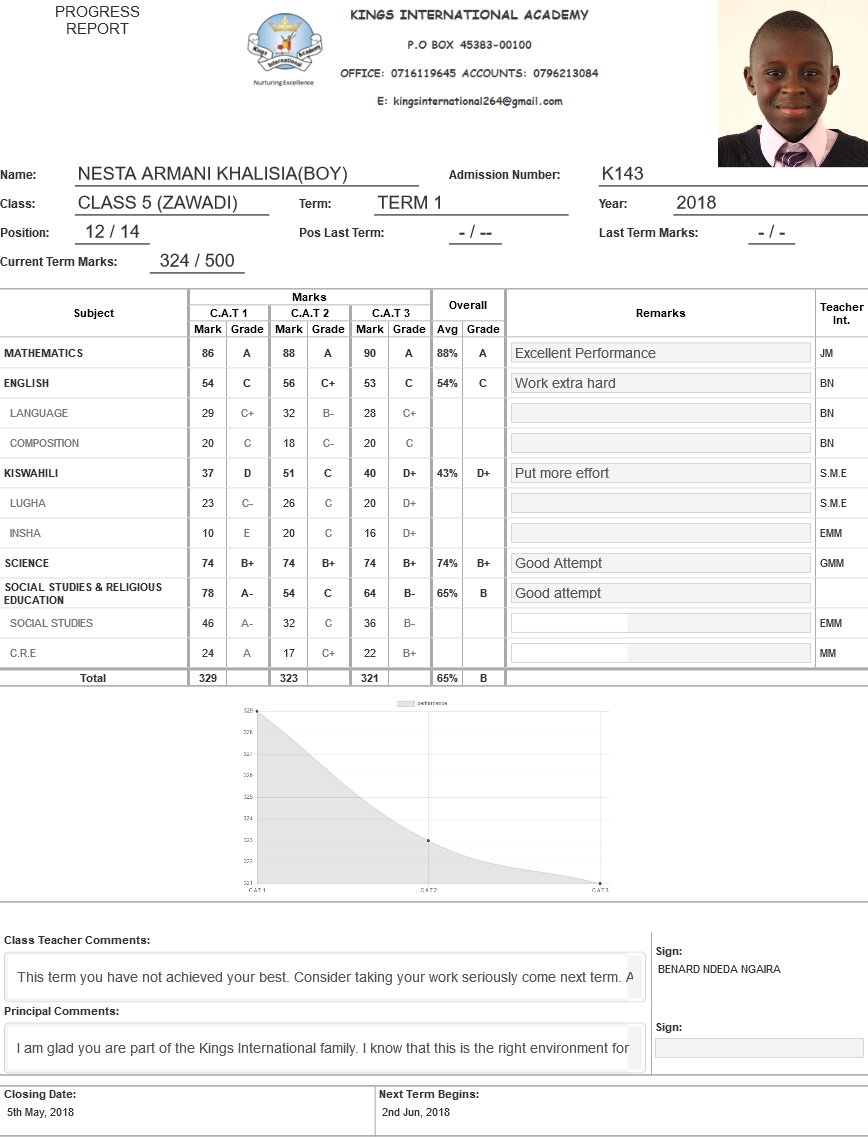 PROGRESS
REPORT
Kings International Academy
Nurturing Excellence
KINGS INTERNATIONAL ACADEMY
P.O BOX 45383-00100
OFFICE: 0716119645 ACCOUNTS: 0796213084
E: kingsinternational264@gmail.com
Name: NESTA ARMANI KHALISIA(BOY) Admission Number: K143
Class: CLASS 5 (ZAWADI) Term: TERM 1 Year: 2018
Position: 12 / 14 Pos Last Term: - / -- Last Term Marks: - / -
Current Term Marks: 324 / 500
Subject Marks Overall Remarks Teacher Int.
C.A.T 1 C.A.T 2 C.A.T 3
Mark Grade Mark Grade Mark Grade Avg Grade
MATHEMATICS 86 A 88 A 90 A 88% A Excellent Performance JM
ENGLISH 54 C 56 C+ 53 C 54% C Work extra hard BN
LANGUAGE 29 C+ 32 B- 28 C+ BN
COMPOSITION 20 C 18 C- 20 C BN
KISWAHILI 37 D 51 C 40 D+ 43% D+ Put more effort S.M.E
LUGHA 23 C- 26 C 20 D+ S.M.E
INSHA 10 E 20 C 16 D+ EMM
SCIENCE 74 B+ 74 B+ 74 B+ 74% B+ Good Attempt GMM
SOCIAL STUDIES & RELIGIOUS
EDUCATION 78 A- 54 C 64 B- 65% B Good attempt
SOCIAL STUDIES 46 A- 32 C 36 B- EMM
C.R.E 24 A 17 C+ 22 B+ MM
Total 329 323 321 65% B
performance
329
328
327
326
325
324
323
322
321
C.A.T 1 C.A.T 2 C.A.T 3
Class Teacher Comments:
This term you have not achieved your best. Consider taking your work seriously come next term. A
Sign:
BENARD NDEDA NGAIRA
Principal Comments:
I am glad you are part of the Kings International family. I know that this is the right environment for
Sign:
Closing Date: Next Term Begins:
5th May, 2018 2nd Jun, 2018